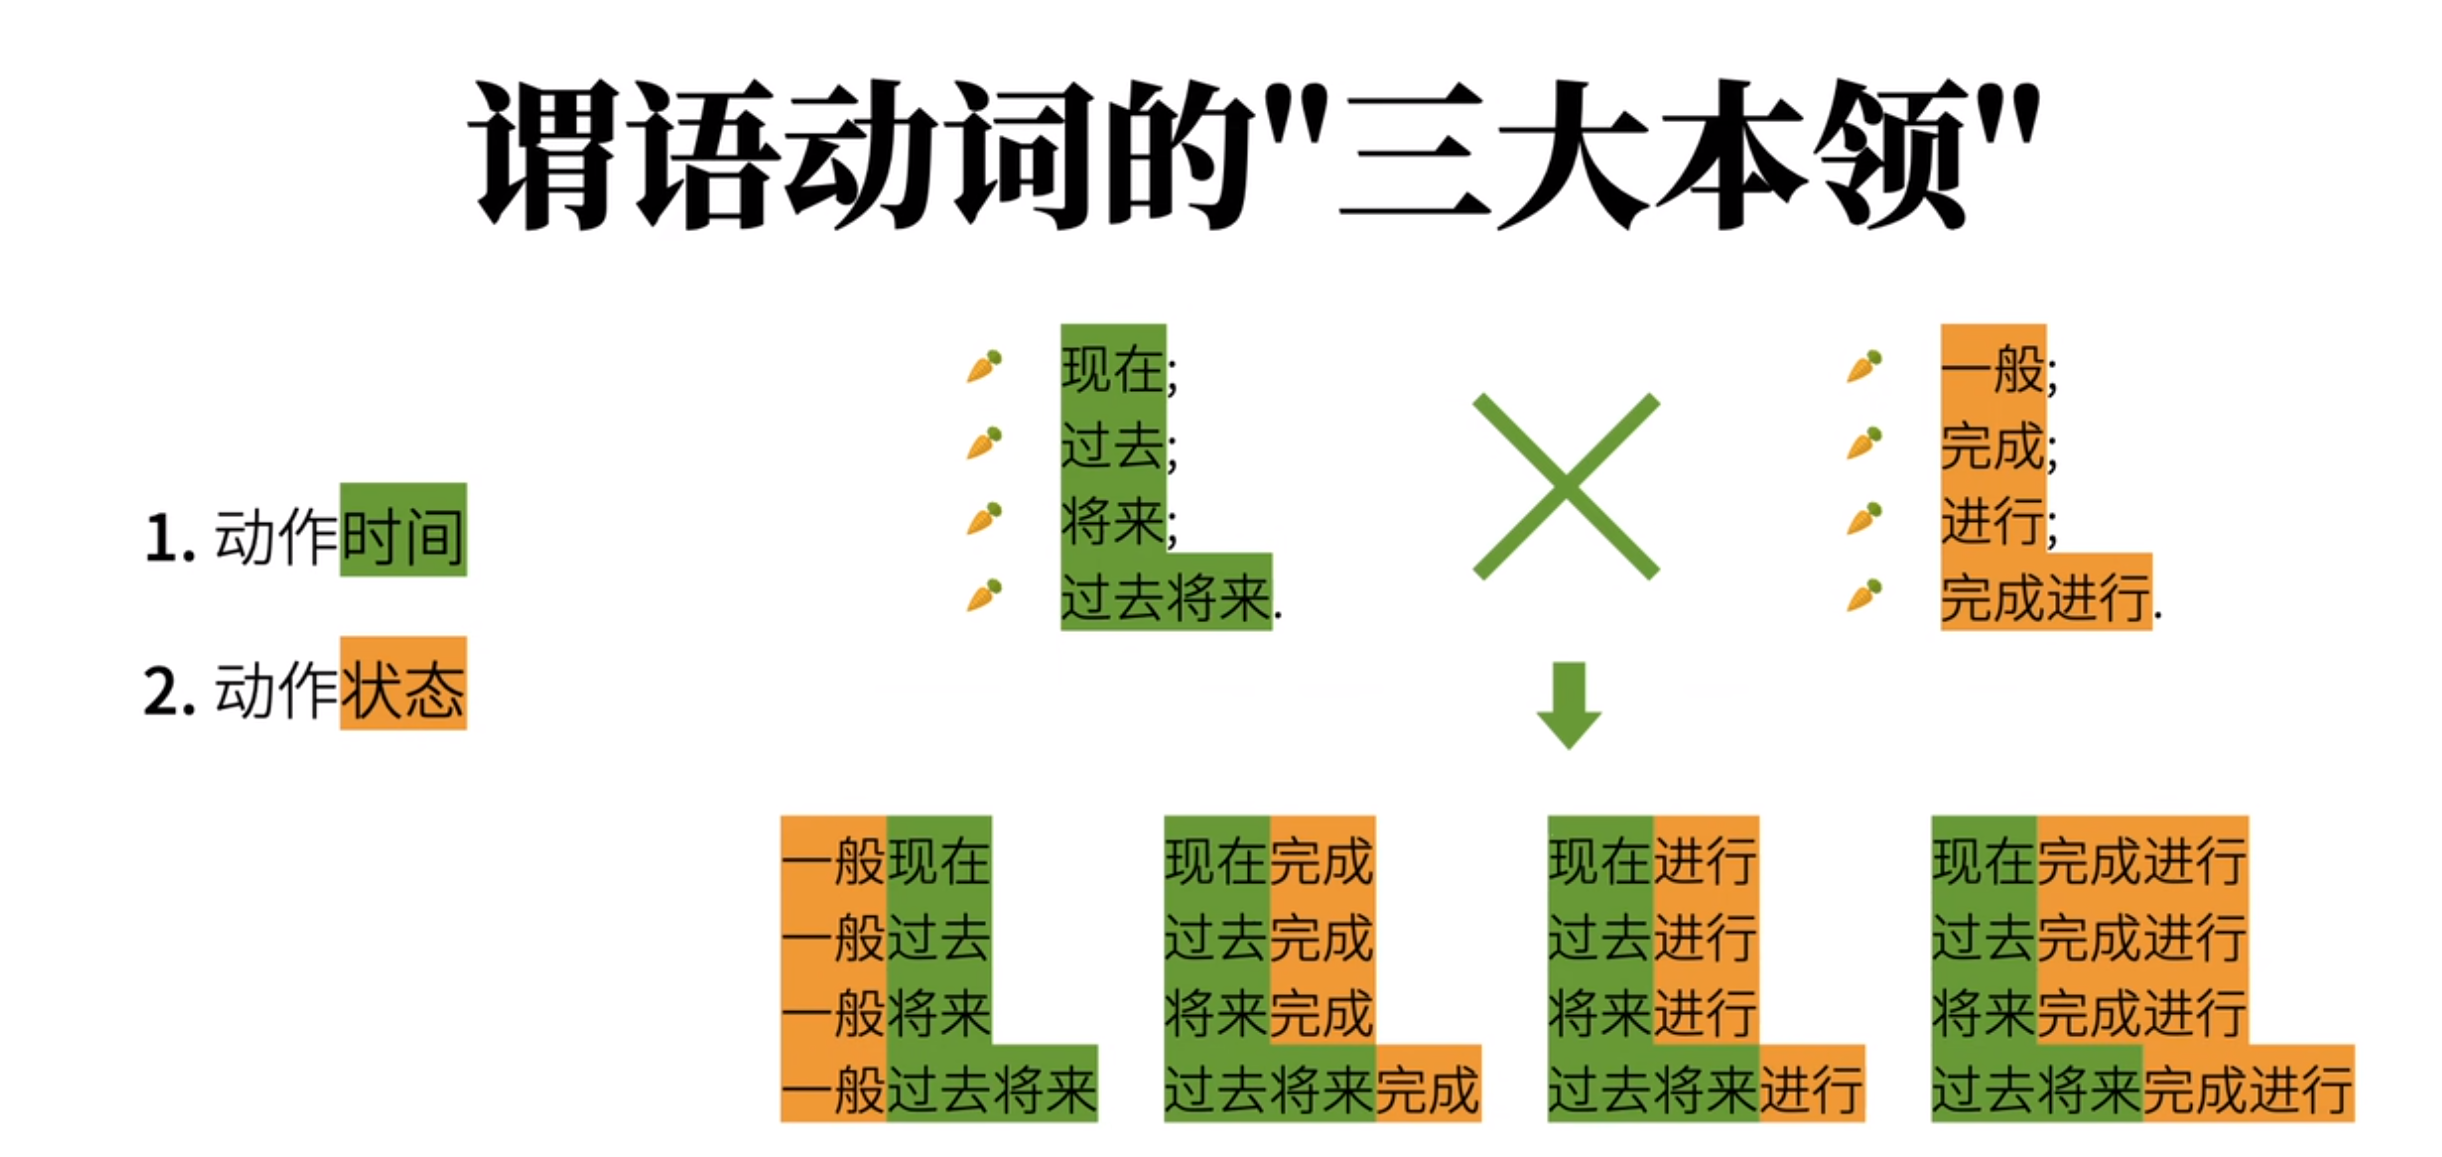 谓语动词的"三大本领"
1. 动作时间
2. 动作状态
现在;
过去;
将来;
过去将来.
一般;
完成;
进行;
完成进行.
一般现在
一般过去
一般将来
一般过去将来
现在完成
过去完成
将来完成
过去将来完成
现在进行
过去进行
将来进行
过去将来进行
现在完成进行
过去完成进行
将来完成进行
过去将来完成进行